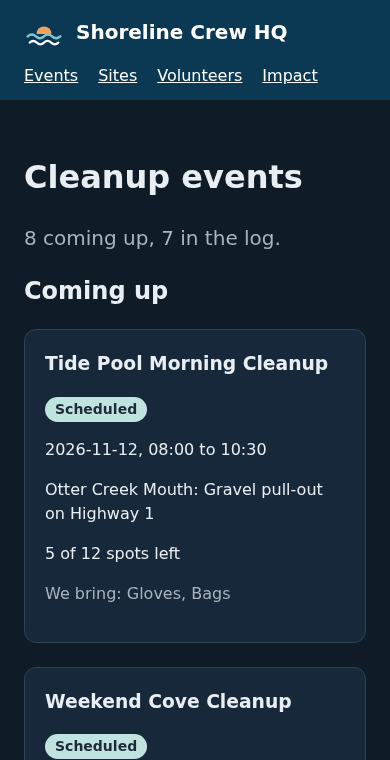 Shoreline Crew HQ
Events Sites Volunteers Impact
Cleanup events
8 coming up, 7 in the log.
Coming up
Tide Pool Morning Cleanup
Scheduled
2026-11-12, 08:00 to 10:30
Otter Creek Mouth: Gravel pull-out
on Highway 1
5 of 12 spots left
We bring: Gloves, Bags
Weekend Cove Cleanup
Scheduled